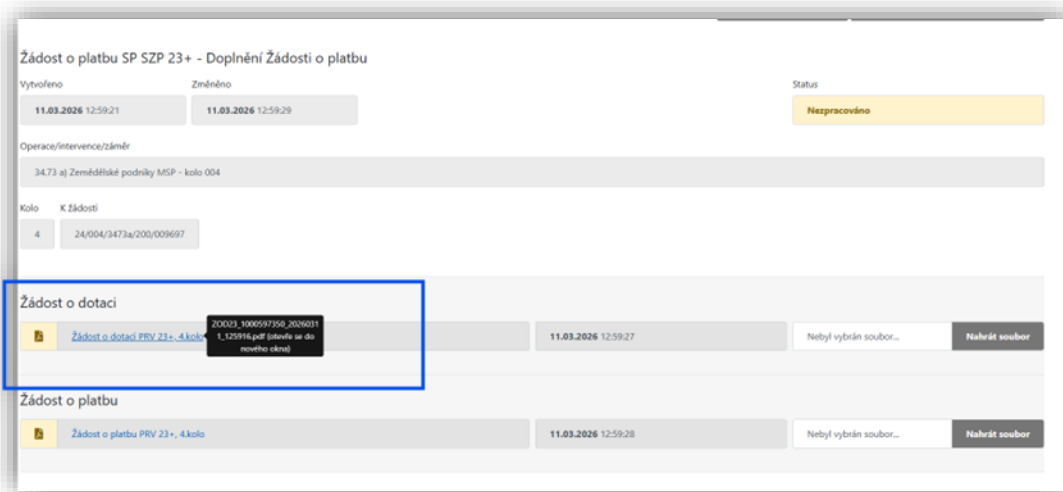 Žádost o platbu SP SZP 23+ - Doplnění Žádosti o platbu
Vytvořeno Změněno Status
11.03.2026 12:59:21 11.03.2026 12:59:29 Nezpracováno
Operace/intervence/záměr
34.73 a) Zemědělské podniky MSP - kolo 004
Kolo K žádosti
4 24/004/3473a/200/009697
Žádost o dotaci
Žádost o dotaci PRV 23+, 4.kolo 11.03.2026 12:59:27 Nebyl vybrán soubor... Nahrát soubor
ZOD23_1000597350_2026031
1_125916.pdf (otevře se do
nového okna)
Žádost o platbu
Žádost o platbu PRV 23+, 4.kolo 11.03.2026 12:59:28 Nebyl vybrán soubor... Nahrát soubor